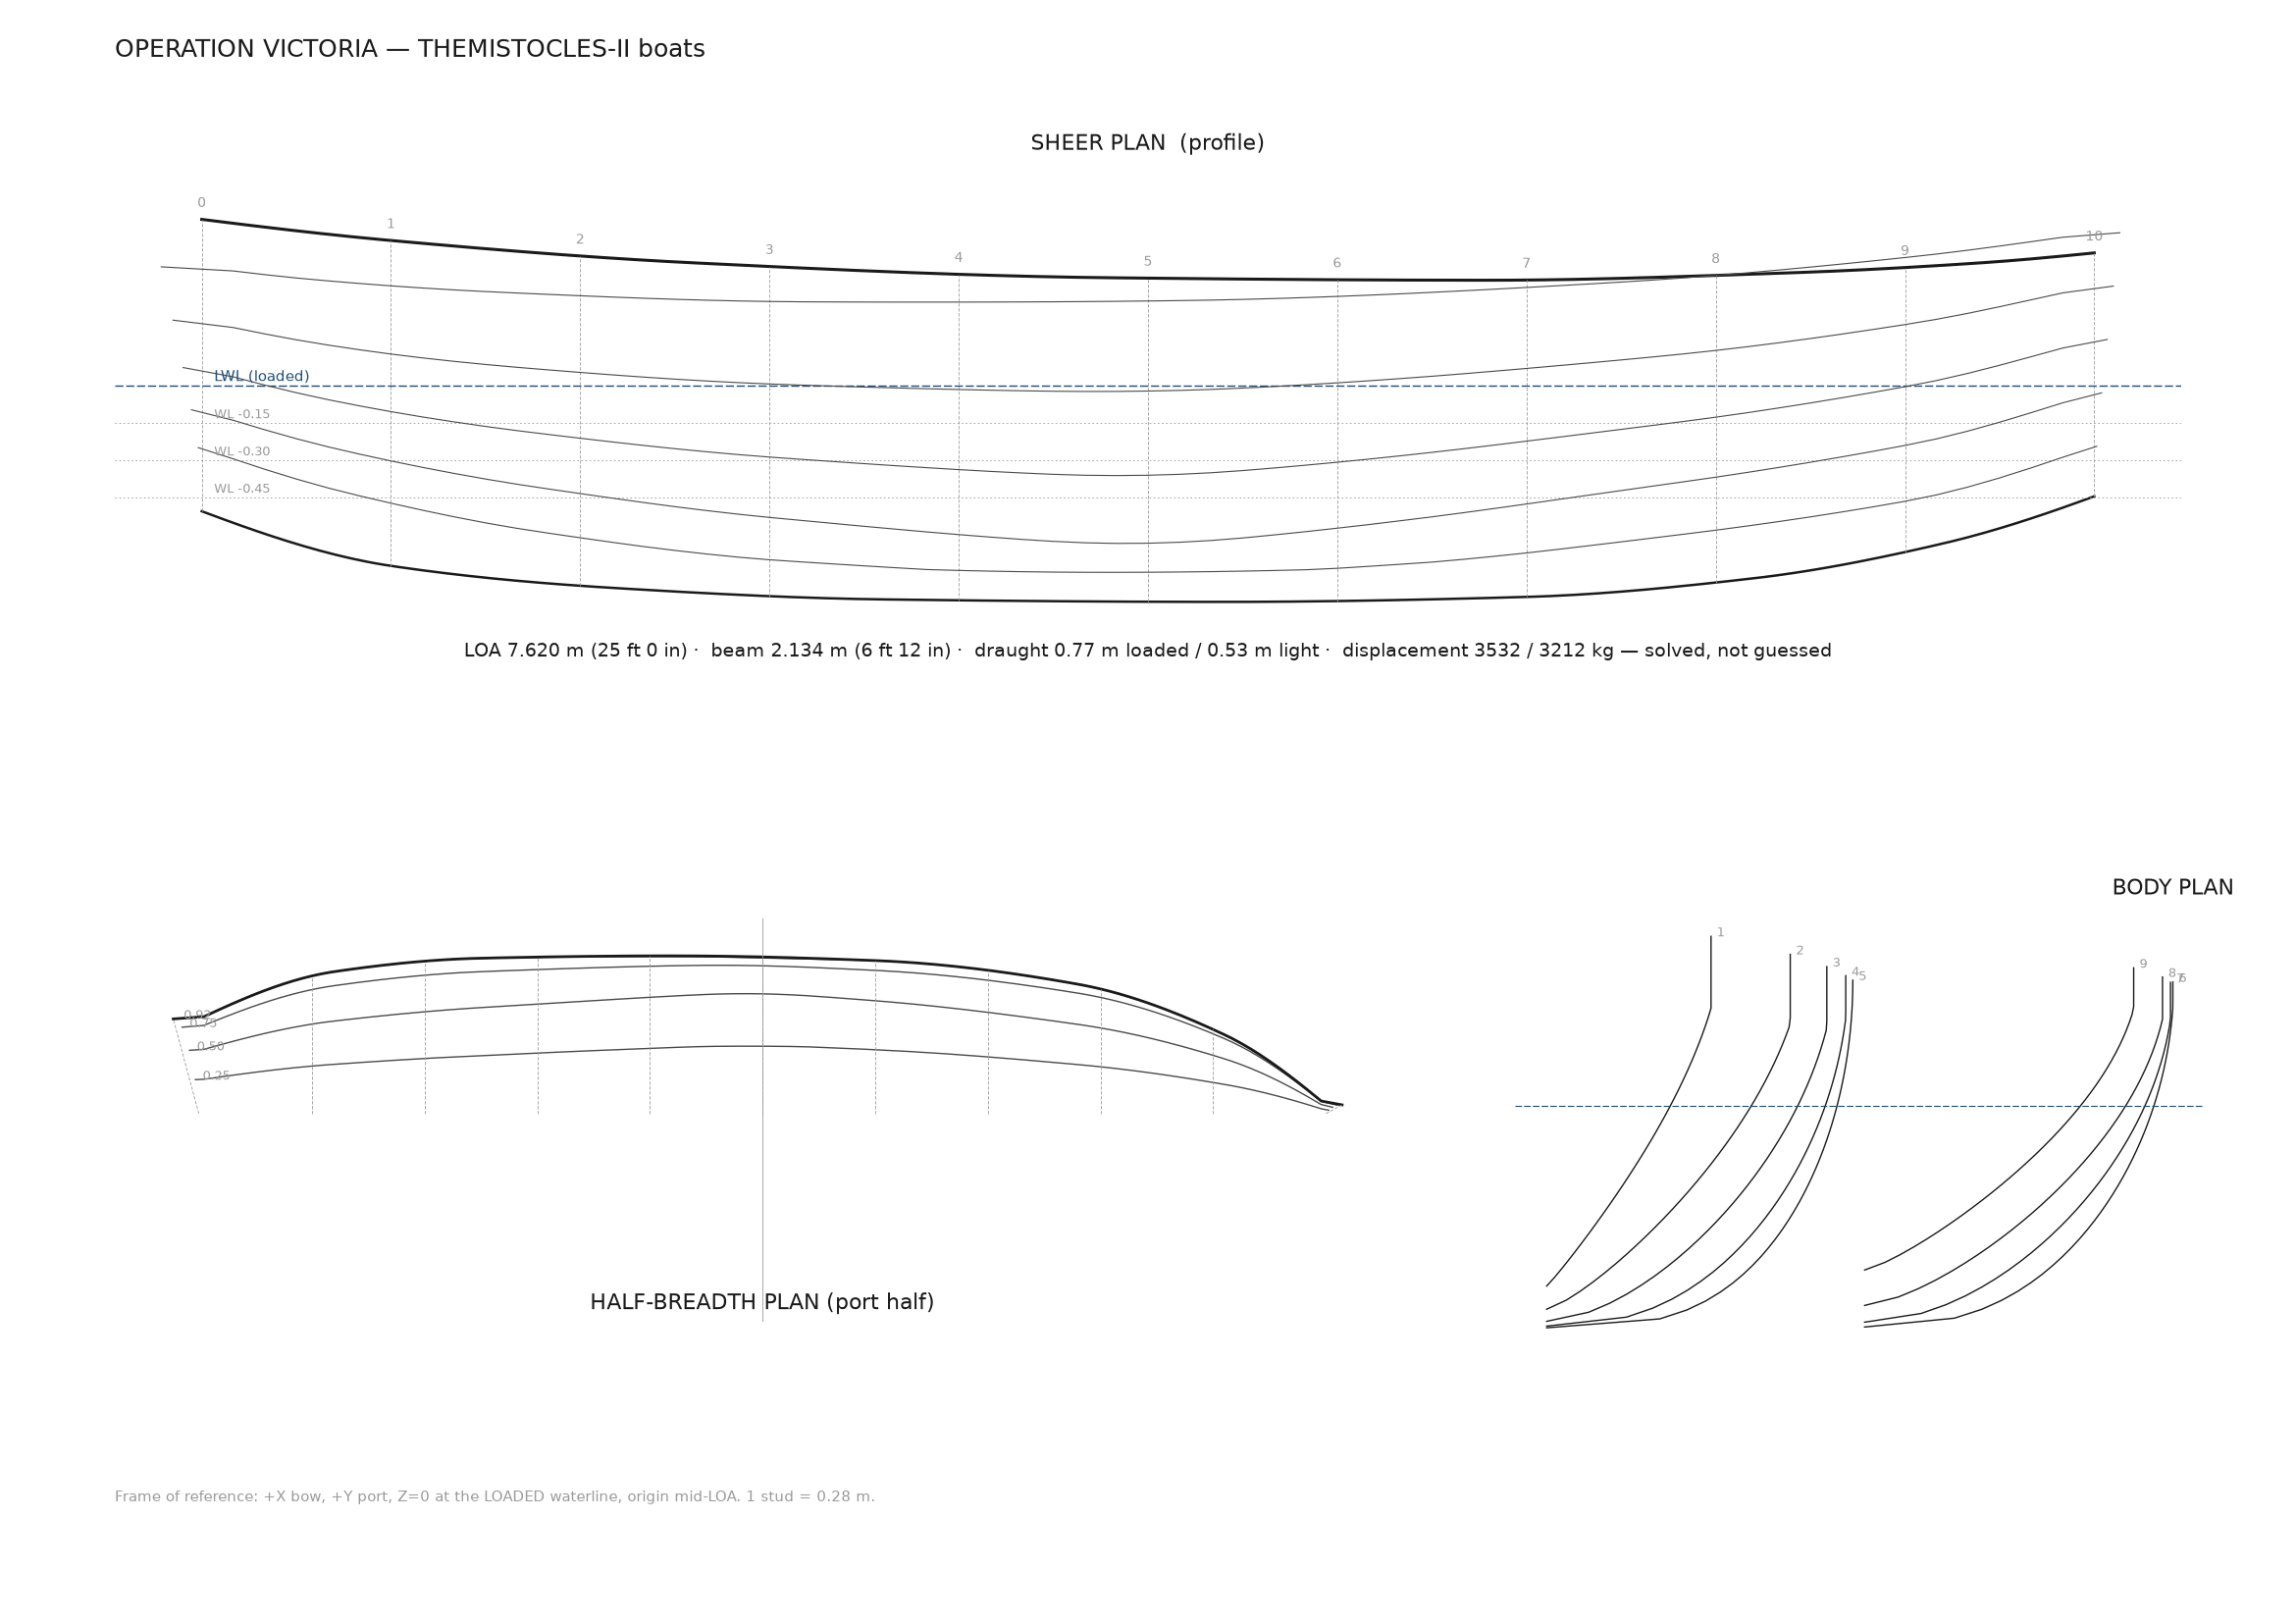 OPERATION VICTORIA — THEMISTOCLES-II boats
SHEER PLAN (profile)
0
1
2
3
4
5
6
7
8
9
10
LWL (loaded)
WL -0.15
WL -0.30
WL -0.45
LOA 7.620 m (25 ft 0 in) · beam 2.134 m (6 ft 12 in) · draught 0.77 m loaded / 0.53 m light · displacement 3532 / 3212 kg — solved, not guessed
BODY PLAN
1
2
3
4
5
9
8
7
6
0.75
0.50
0.25
HALF-BREADTH PLAN (port half)
Frame of reference: +X bow, +Y port, Z=0 at the LOADED waterline, origin mid-LOA. 1 stud = 0.28 m.